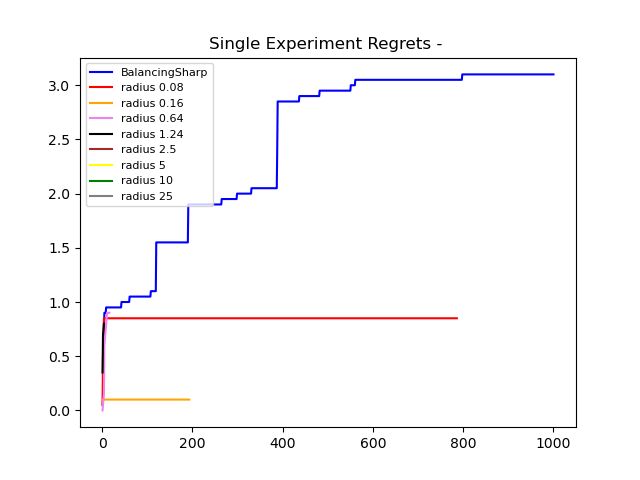 Single Experiment Regrets -
BalancingSharp
radius 0.08
radius 0.16
radius 0.64
radius 1.24
radius 2.5
radius 5
radius 10
radius 25
3.0
2.5
2.0
1.5
1.0
0.5
0.0
0 200 400 600 800 1000